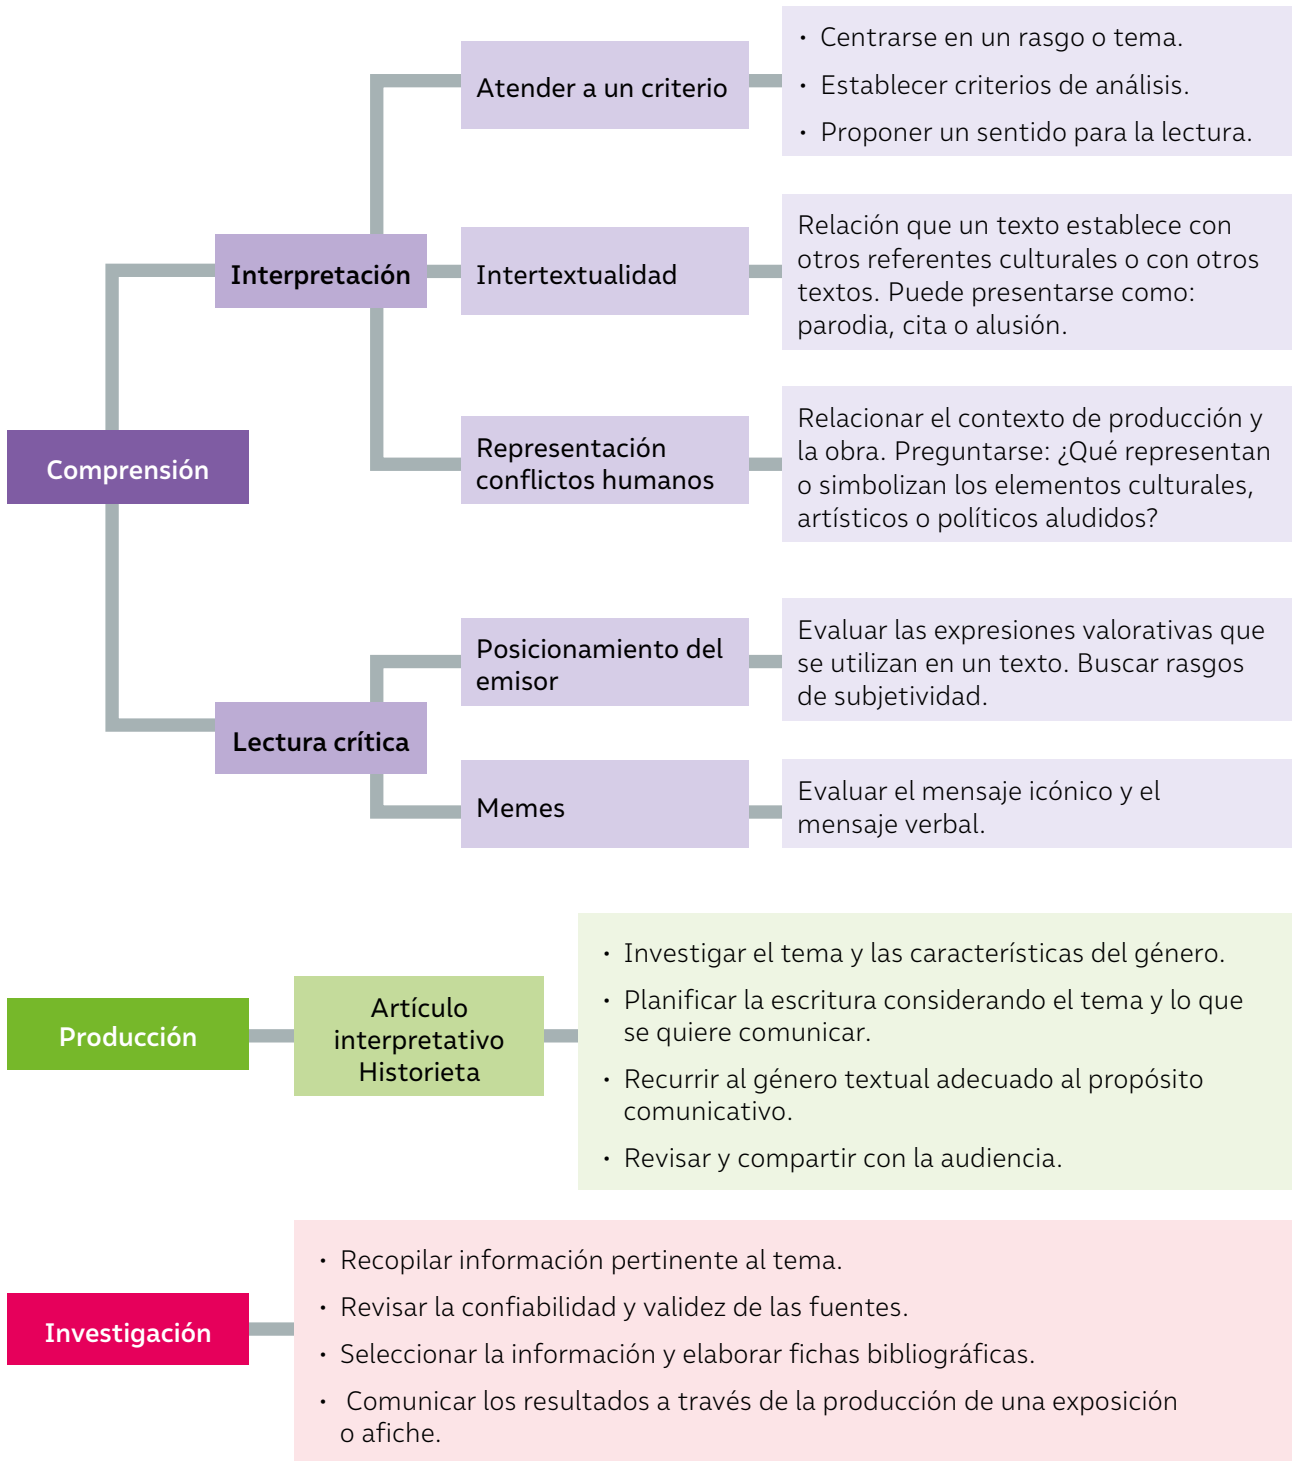 Comprensión
Interpretación
Atender a un criterio
· Centrarse en un rasgo o tema.
· Establecer criterios de análisis.
· Proponer un sentido para la lectura.
Intertextualidad
Relación que un texto establece con
otros referentes culturales o con otros
textos. Puede presentarse como:
parodia, cita o alusión.
Representación
conflictos humanos
Relacionar el contexto de producción y
la obra. Preguntarse: ¿Qué representan
o simbolizan los elementos culturales,
artísticos o políticos aludidos?
Lectura crítica
Posicionamiento del
emisor
Evaluar las expresiones valorativas que
se utilizan en un texto. Buscar rasgos
de subjetividad.
Memes
Evaluar el mensaje icónico y el
mensaje verbal.
Producción
Artículo
interpretativo
Historieta
· Investigar el tema y las características del género.
· Planificar la escritura considerando el tema y lo que
se quiere comunicar.
· Recurrir al género textual adecuado al propósito
comunicativo.
· Revisar y compartir con la audiencia.
Investigación
· Recopilar información pertinente al tema.
· Revisar la confiabilidad y validez de las fuentes.
· Seleccionar la información y elaborar fichas bibliográficas.
· Comunicar los resultados a través de la producción de una exposición
o afiche.